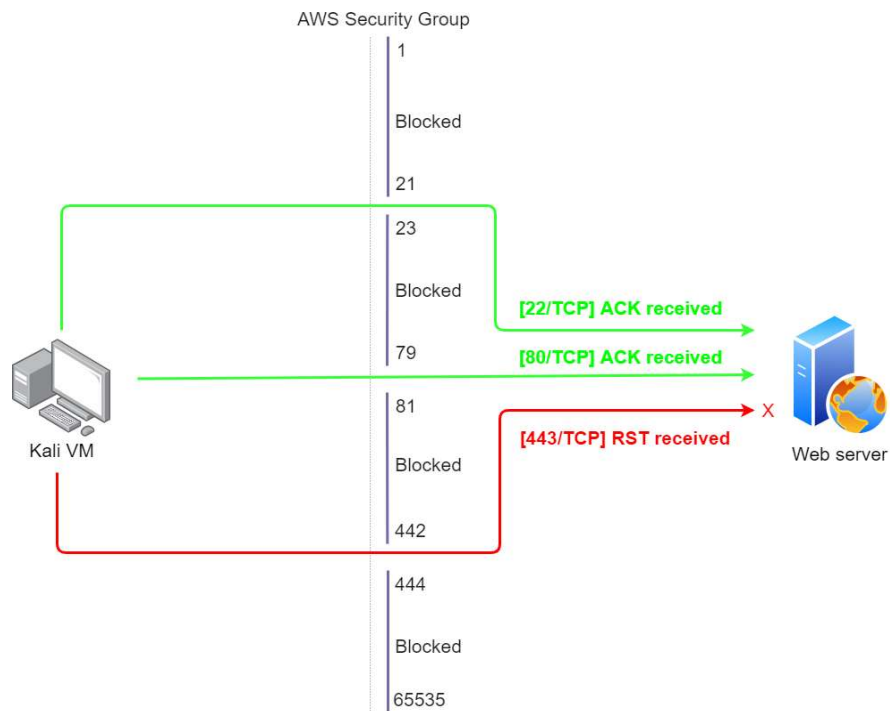 AWS Security Group
1
Blocked
21
23
Blocked
[22/TCP] ACK received
79
[80/TCP] ACK received
81
X
[443/TCP] RST received
Kali VM
Web server
Blocked
442
444
Blocked
65535